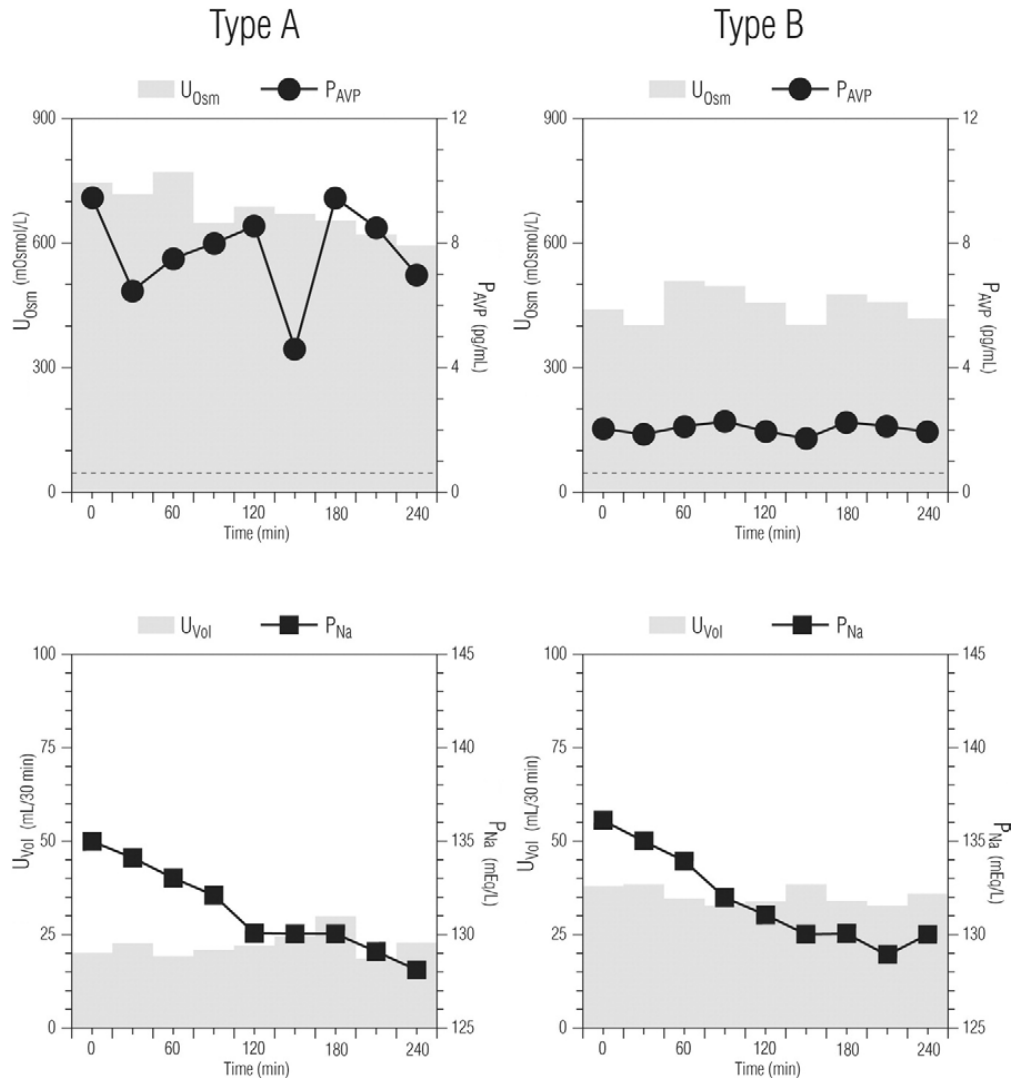 Type A
Type B
U_Osm P_AVP
U_Osm P_AVP
900
600
300
0
U_Osm (mOsmol/L)
12
8
4
0
P_AVP (pg/mL)
0 60 120 180 240
Time (min)
900
600
300
0
U_Osm (mOsmol/L)
12
8
4
0
P_AVP (pg/mL)
0 60 120 180 240
Time (min)
U_Vol P_Na
U_Vol P_Na
100
75
50
25
0
U_Vol (mL/30 min)
145
140
135
130
125
P_Na (mEq/L)
0 60 120 180 240
Time (min)
100
75
50
25
0
U_Vol (mL/30 min)
145
140
135
130
125
P_Na (mEq/L)
0 60 120 180 240
Time (min)